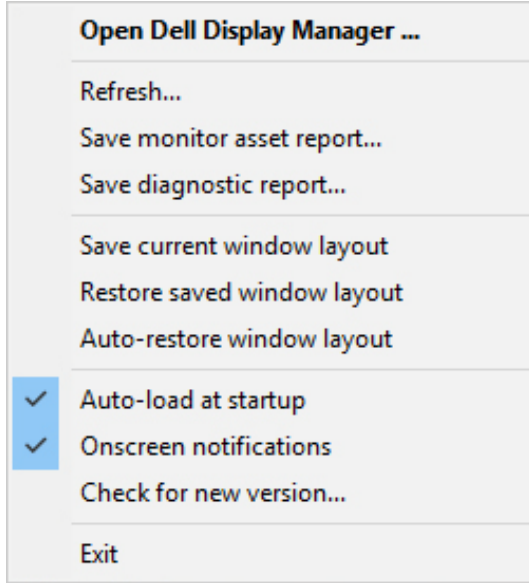 Open Dell Display Manager ...
Refresh...
Save monitor asset report...
Save diagnostic report...
Save current window layout
Restore saved window layout
Auto-restore window layout
Auto-load at startup
Onscreen notifications
Check for new version...
Exit